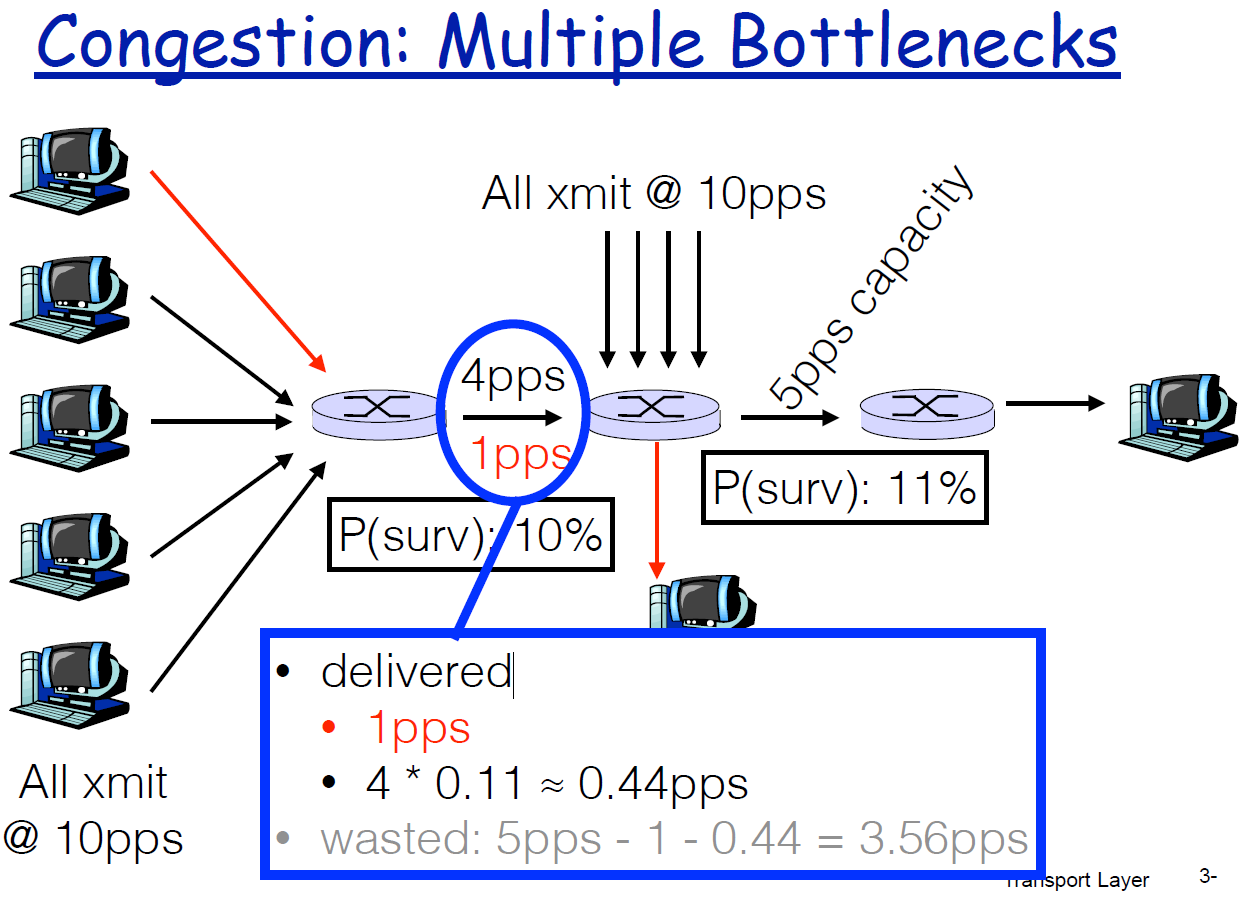 Congestion: Multiple Bottlenecks
All xmit @ 10pps
5pps capacity
4pps
1pps
P(surv): 10%
P(surv): 11%
• delivered
• 1pps
• 4 * 0.11 ≈ 0.44pps
• wasted: 5pps - 1 - 0.44 = 3.56pps
All xmit
@ 10pps
Transport Layer
3-